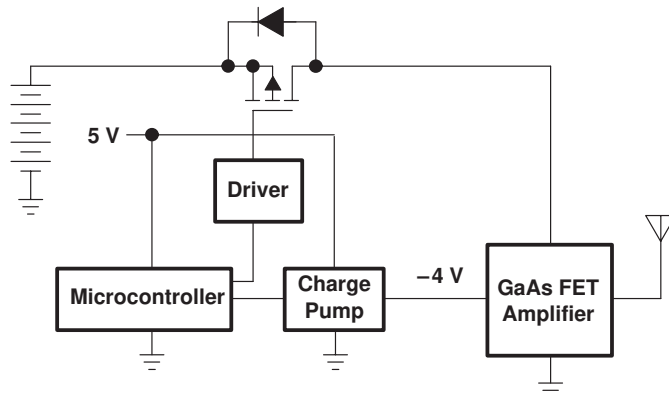 5 V
Driver
Microcontroller
Charge
Pump
–4 V
GaAs FET
Amplifier